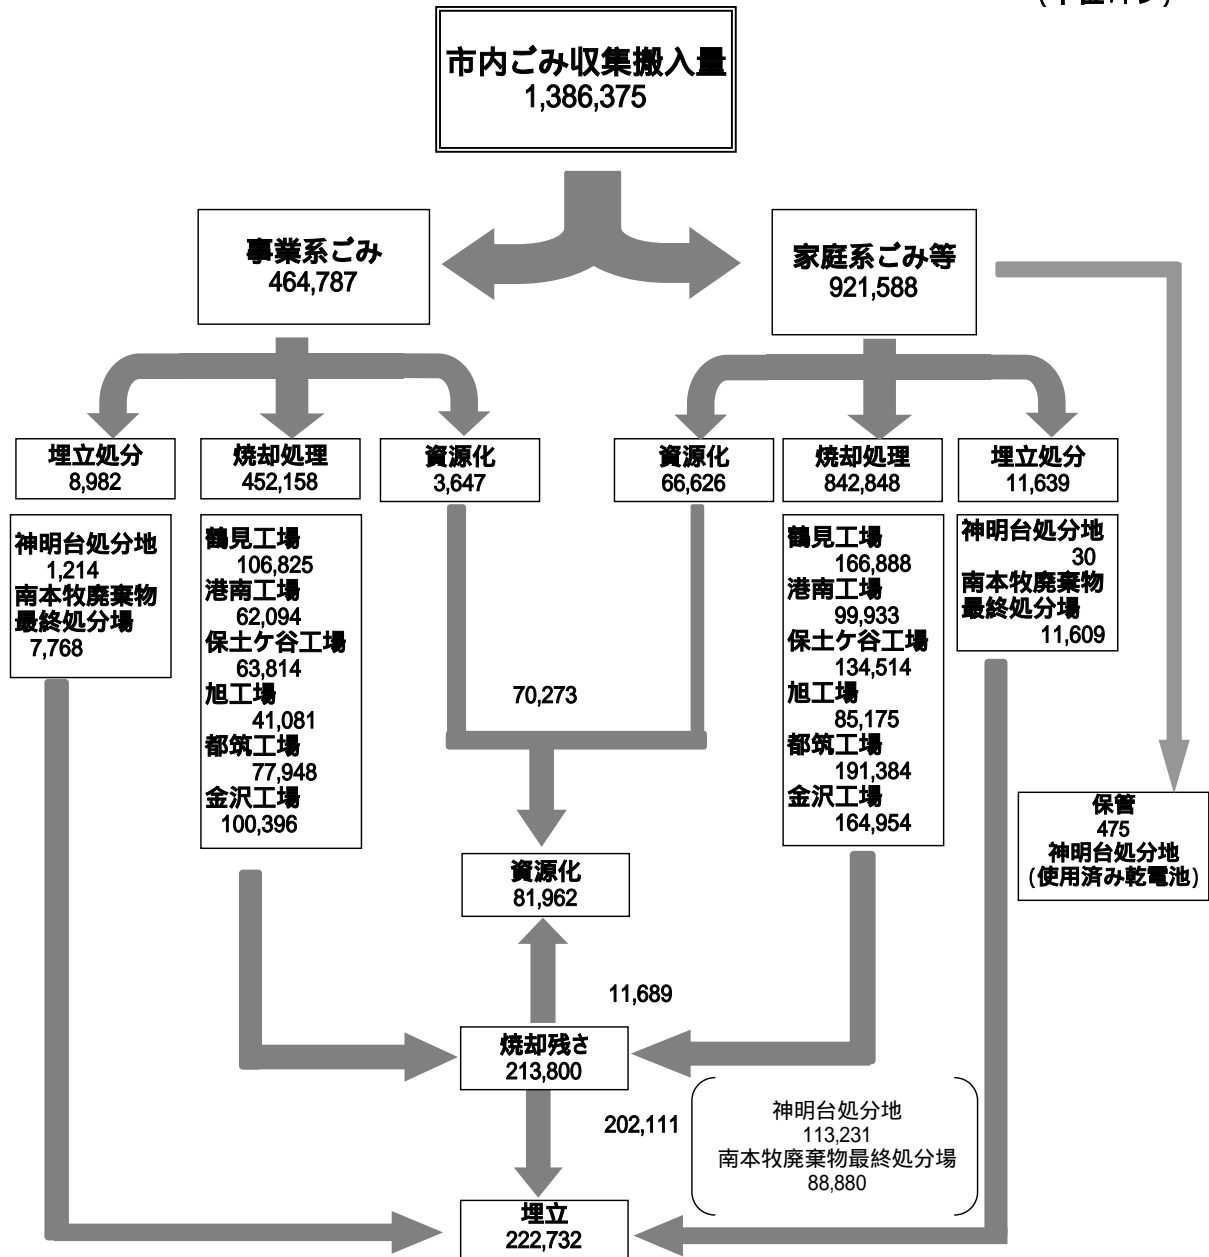 市内ごみ収集搬入量
1,386,375
事業系ごみ
464,787
家庭系ごみ等
921,588
埋立処分
8,982
焼却処理
452,158
資源化
3,647
資源化
66,626
焼却処理
842,848
埋立処分
11,639
神明台処分地
1,214
南本牧廃棄物
最終処分場
7,768
鶴見工場
106,825
港南工場
62,094
保土ケ谷工場
63,814
旭工場
41,081
都筑工場
77,948
金沢工場
100,396
鶴見工場
166,888
港南工場
99,933
保土ケ谷工場
134,514
旭工場
85,175
都筑工場
191,384
金沢工場
164,954
神明台処分地
30
南本牧廃棄物
最終処分場
11,609
70,273
保管
475
神明台処分地
(使用済み乾電池)
資源化
81,962
11,689
焼却残さ
213,800
202,111
神明台処分地
113,231
南本牧廃棄物最終処分場
88,880
埋立
222,732